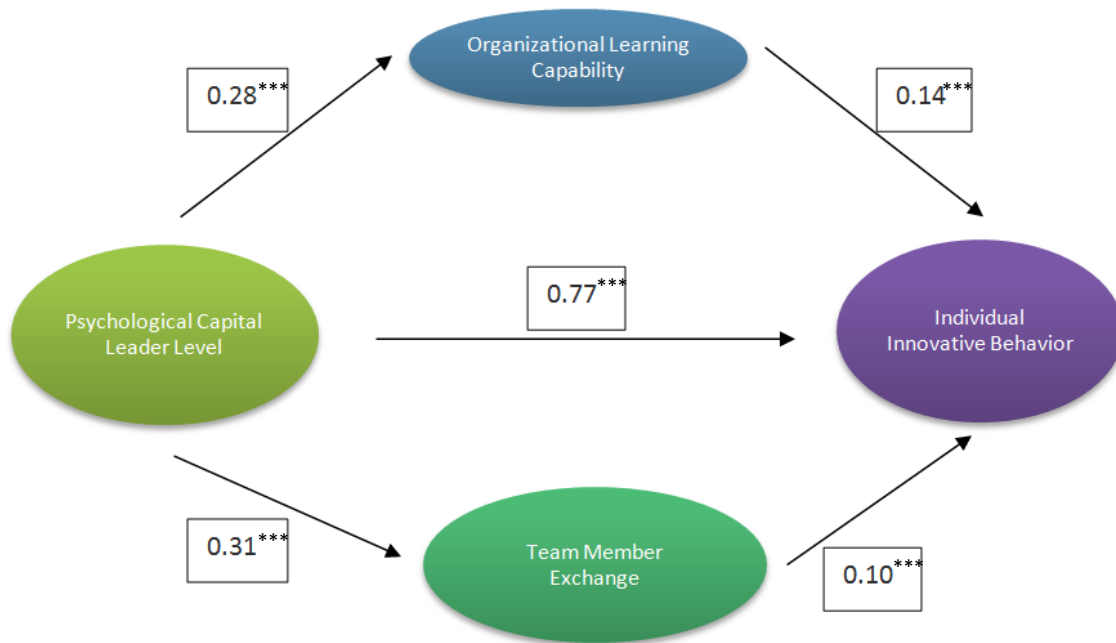 Organizational Learning
Capability
0.28***
0.14***
0.77***
Psychological Capital
Leader Level
Individual
Innovative Behavior
0.31***
Team Member
Exchange
0.10***